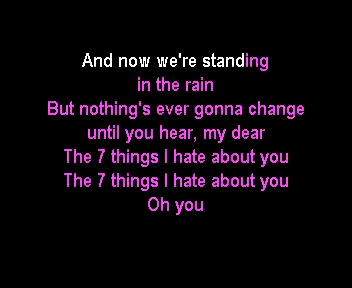 And now we're standing
in the rain
But nothing's ever gonna change
until you hear, my dear
The 7 things I hate about you
The 7 things I hate about you
Oh you